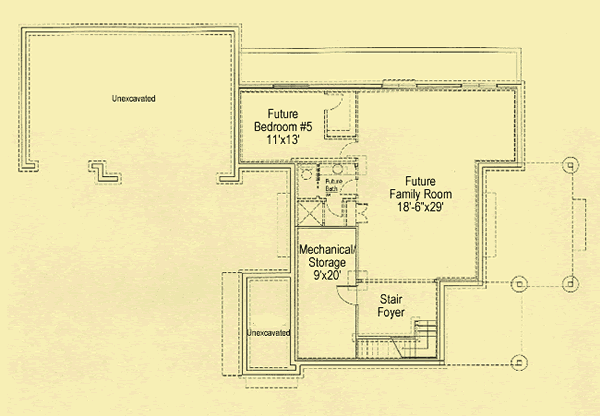 Unexcavated
Future
Bedroom #5
11'x13'
Future
Bath
Future
Family Room
18'-6"x29'
Mechanical/
Storage
9'x20'
Stair
Foyer
Unexcavated